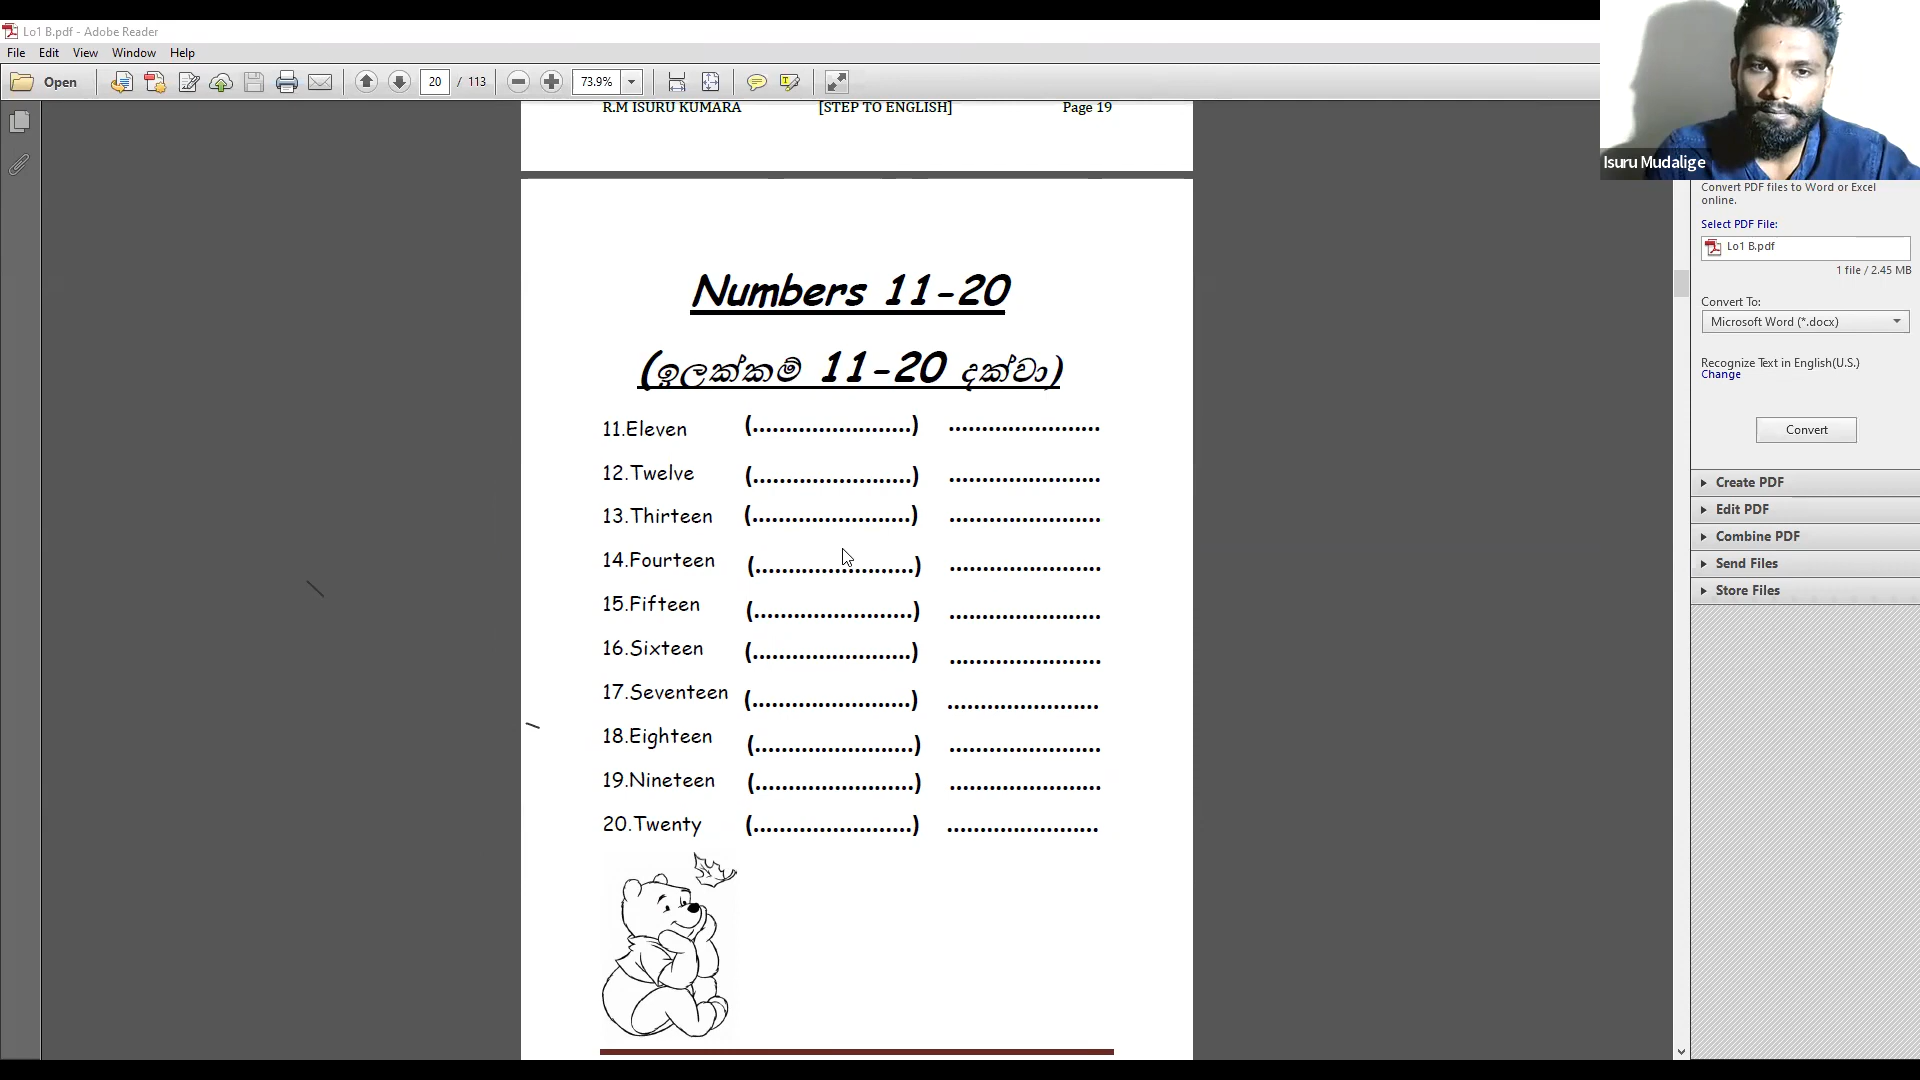 Lo1 B.pdf - Adobe Reader
File Edit View Window Help
Open 20 / 113 73.9%
R.M ISURU KUMARA [STEP TO ENGLISH] Page 19
Isuru Mudalige
Numbers 11-20
(ඉලක්කම් 11-20 දක්වා)
11.Eleven (........................) .......................
12.Twelve (........................) .......................
13.Thirteen (........................) .......................
14.Fourteen (........................) .......................
15.Fifteen (........................) .......................
16.Sixteen (........................) .......................
17.Seventeen (........................) .......................
18.Eighteen (........................) .......................
19.Nineteen (........................) .......................
20.Twenty (........................) .......................
Convert PDF files to Word or Excel
online.
Select PDF File:
Lo1 B.pdf
1 file / 2.45 MB
Convert To:
Microsoft Word (*.docx)
Recognize Text in English(U.S.)
Change
Convert
Create PDF
Edit PDF
Combine PDF
Send Files
Store Files